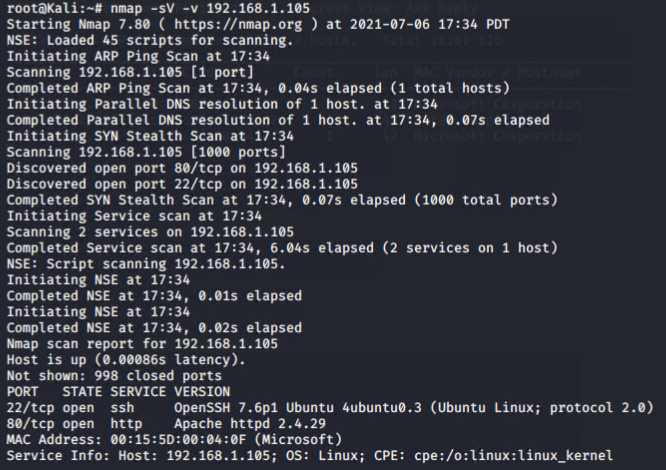 root@Kali:~# nmap -sV -v 192.168.1.105
Starting Nmap 7.80 ( https://nmap.org ) at 2021-07-06 17:34 PDT
NSE: Loaded 45 scripts for scanning.
Initiating ARP Ping Scan at 17:34
Scanning 192.168.1.105 [1 port]
Completed ARP Ping Scan at 17:34, 0.04s elapsed (1 total hosts)
Initiating Parallel DNS resolution of 1 host. at 17:34
Completed Parallel DNS resolution of 1 host. at 17:34, 0.07s elapsed
Initiating SYN Stealth Scan at 17:34
Scanning 192.168.1.105 [1000 ports]
Discovered open port 80/tcp on 192.168.1.105
Discovered open port 22/tcp on 192.168.1.105
Completed SYN Stealth Scan at 17:34, 0.07s elapsed (1000 total ports)
Initiating Service scan at 17:34
Scanning 2 services on 192.168.1.105
Completed Service scan at 17:34, 6.04s elapsed (2 services on 1 host)
NSE: Script scanning 192.168.1.105.
Initiating NSE at 17:34
Completed NSE at 17:34, 0.01s elapsed
Initiating NSE at 17:34
Completed NSE at 17:34, 0.02s elapsed
Nmap scan report for 192.168.1.105
Host is up (0.00086s latency).
Not shown: 998 closed ports
PORT   STATE SERVICE VERSION
22/tcp open  ssh     OpenSSH 7.6p1 Ubuntu 4ubuntu0.3 (Ubuntu Linux; protocol 2.0)
80/tcp open  http    Apache httpd 2.4.29
MAC Address: 00:15:5D:00:04:0F (Microsoft)
Service Info: Host: 192.168.1.105; OS: Linux; CPE: cpe:/o:linux:linux_kernel